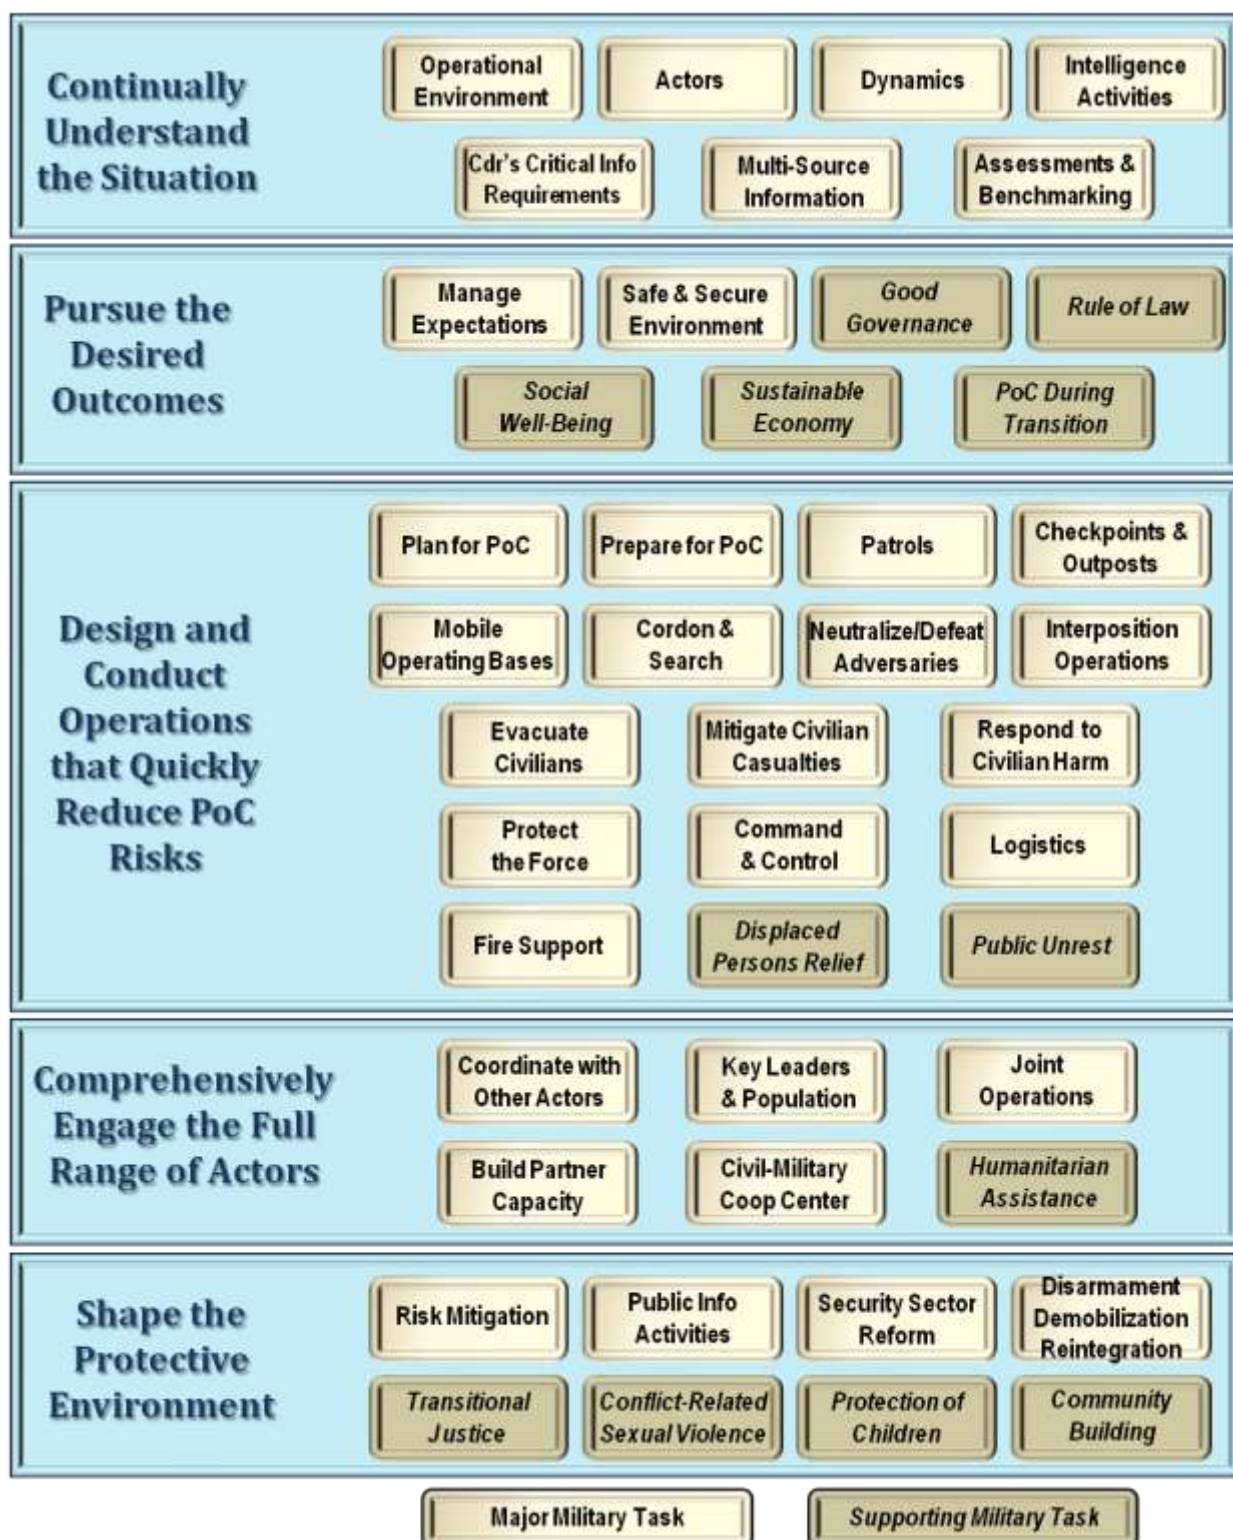 Continually
Understand
the Situation
Operational
Environment
Actors
Dynamics
Intelligence
Activities
Cdr's Critical Info
Requirements
Multi-Source
Information
Assessments &
Benchmarking
Pursue the
Desired
Outcomes
Manage
Expectations
Safe & Secure
Environment
Good
Governance
Rule of Law
Social
Well-Being
Sustainable
Economy
PoC During
Transition
Design and
Conduct
Operations
that Quickly
Reduce PoC
Risks
Plan for PoC
Prepare for PoC
Patrols
Checkpoints &
Outposts
Mobile
Operating Bases
Cordon &
Search
Neutralize/Defeat
Adversaries
Interposition
Operations
Evacuate
Civilians
Mitigate Civilian
Casualties
Respond to
Civilian Harm
Protect
the Force
Command
& Control
Logistics
Fire Support
Displaced
Persons Relief
Public Unrest
Comprehensively
Engage the Full
Range of Actors
Coordinate with
Other Actors
Key Leaders
& Population
Joint
Operations
Build Partner
Capacity
Civil-Military
Coop Center
Humanitarian
Assistance
Shape the
Protective
Environment
Risk Mitigation
Public Info
Activities
Security Sector
Reform
Disarmament
Demobilization
Reintegration
Transitional
Justice
Conflict-Related
Sexual Violence
Protection of
Children
Community
Building
Major Military Task
Supporting Military Task